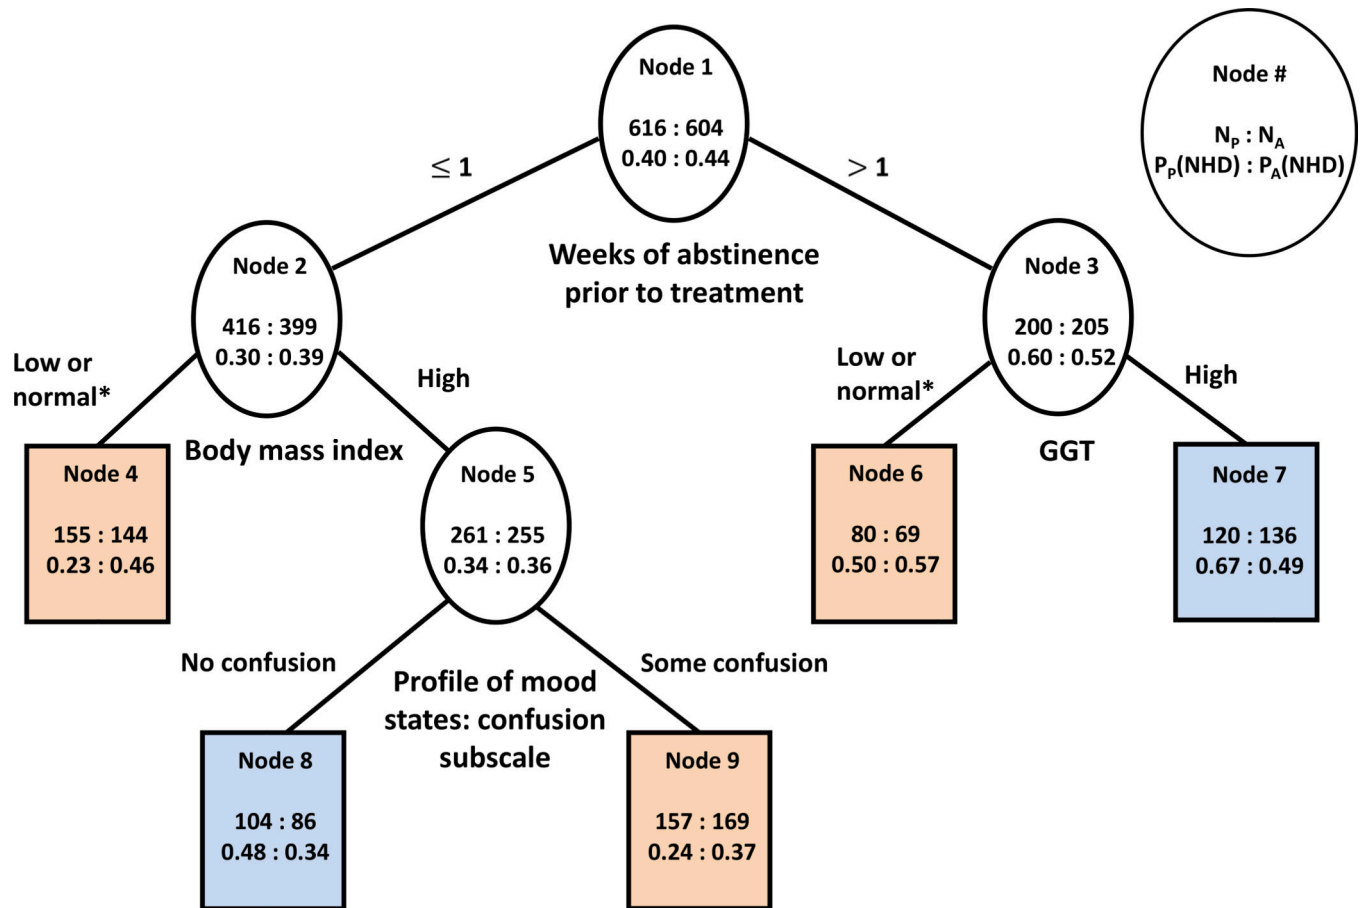 Node 1
616 : 604
0.40 : 0.44
Node #
N_P : N_A
P_P(NHD) : P_A(NHD)
≤ 1
> 1
Weeks of abstinence
prior to treatment
Node 2
416 : 399
0.30 : 0.39
Node 3
200 : 205
0.60 : 0.52
Low or
normal*
High
Body mass index
Low or
normal*
High
GGT
Node 4
155 : 144
0.23 : 0.46
Node 5
261 : 255
0.34 : 0.36
Node 6
80 : 69
0.50 : 0.57
Node 7
120 : 136
0.67 : 0.49
No confusion
Some confusion
Profile of mood
states: confusion
subscale
Node 8
104 : 86
0.48 : 0.34
Node 9
157 : 169
0.24 : 0.37